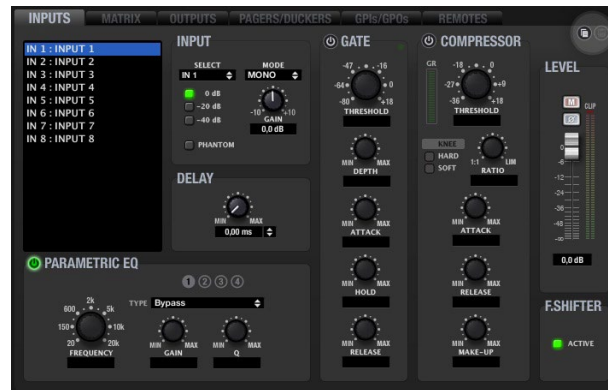 INPUTS MATRIX OUTPUTS PAGERS/DUCKERS GPIs/GPOs REMOTES
IN 1 : INPUT 1
IN 2 : INPUT 2
IN 3 : INPUT 3
IN 4 : INPUT 4
IN 5 : INPUT 5
IN 6 : INPUT 6
IN 7 : INPUT 7
IN 8 : INPUT 8
INPUT
SELECT MODE
IN 1 MONO
0 dB
-20 dB
-40 dB
-10 +10
GAIN
0,0 dB
PHANTOM
DELAY
MIN MAX
0,00 ms
PARAMETRIC EQ
1 2 3 4
TYPE Bypass
2k
600 5k
150 10k
20 20k
FREQUENCY
MIN MAX
GAIN
MIN MAX
Q
GATE
-47 -16
-64 0
-80 +18
THRESHOLD
MIN MAX
DEPTH
MIN MAX
ATTACK
MIN MAX
HOLD
MIN MAX
RELEASE
COMPRESSOR
GR
-18 0
-27 +9
-36 +18
THRESHOLD
KNEE
HARD
SOFT
1:1 LIM
RATIO
MIN MAX
ATTACK
MIN MAX
RELEASE
MIN MAX
MAKE-UP
LEVEL
M CLIP
0
-6
-12
-24
-36
-48
0,0 dB
F.SHIFTER
ACTIVE